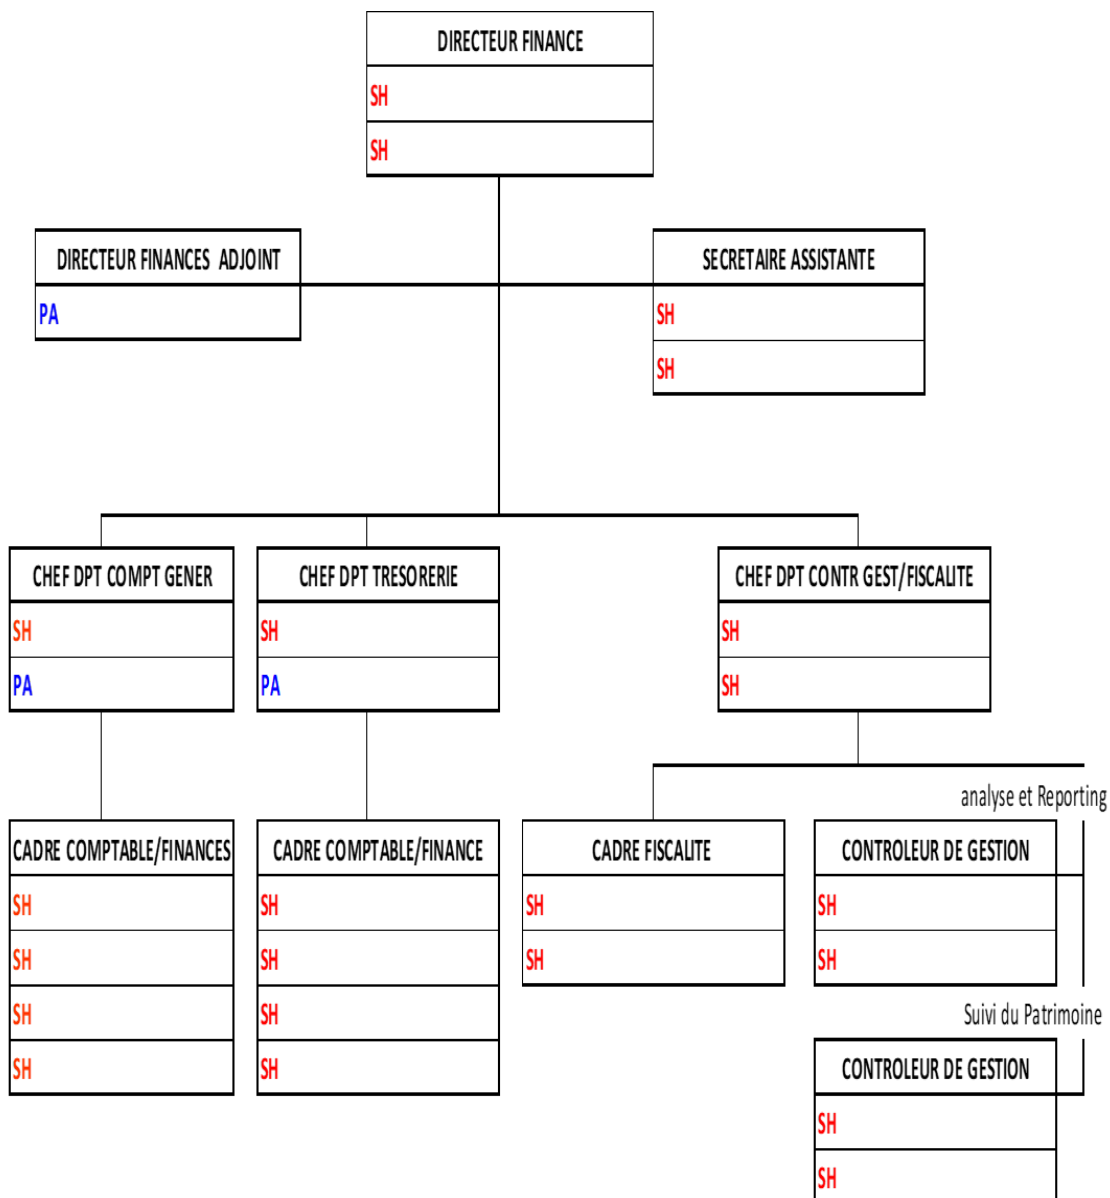 DIRECTEUR FINANCE
SH
SH
DIRECTEUR FINANCES ADJOINT
PA
SECRETAIRE ASSISTANTE
SH
SH
CHEF DPT COMPT GENER
SH
PA
CHEF DPT TRESORERIE
SH
PA
CHEF DPT CONTR GEST/FISCALITE
SH
SH
CADRE COMPTABLE/FINANCES
SH
SH
SH
SH
CADRE COMPTABLE/FINANCE
SH
SH
SH
SH
CADRE FISCALITE
SH
SH
analyse et Reporting
CONTROLEUR DE GESTION
SH
SH
Suivi du Patrimoine
CONTROLEUR DE GESTION
SH
SH